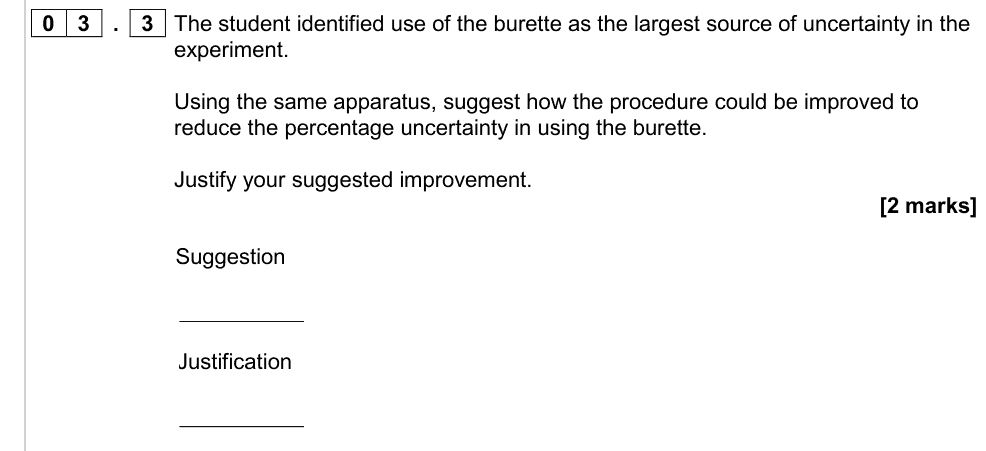 0 3 . 3 The student identified use of the burette as the largest source of uncertainty in the
experiment.
Using the same apparatus, suggest how the procedure could be improved to
reduce the percentage uncertainty in using the burette.
Justify your suggested improvement.
[2 marks]
Suggestion
Justification